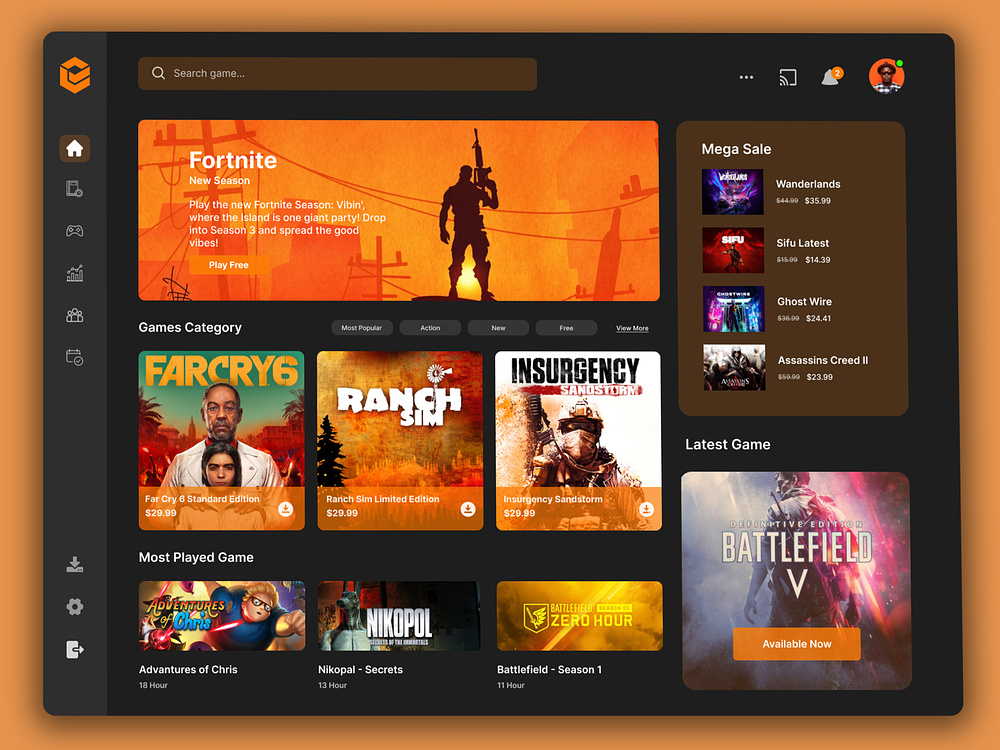 Search game...
2
Fortnite
New Season
Play the new Fortnite Season: Vibin',
where the Island is one giant party! Drop
into Season 3 and spread the good
vibes!
Play Free
Mega Sale
WONDERLANDS
Wanderlands
$44.99 $35.99
SIFU
Sifu Latest
$15.99 $14.39
GHOSTWIRE
Ghost Wire
$36.99 $24.41
ASSASSINS
Assassins Creed II
$59.99 $23.99
Games Category
Most Popular
Action
New
Free
View More
FARCRY6
Far Cry 6 Standard Edition
$29.99
RANCH
SIM
Ranch Sim Limited Edition
$29.99
INSURGENCY
SANDSTORM
Insurgency Sandstorm
$29.99
Latest Game
DEFINITIVE EDITION
BATTLEFIELD
V
Available Now
Most Played Game
ADVENTURES
of Chris
Advantures of Chris
18 Hour
NIKOPOL
SECRETS OF THE IMMORTALS
Nikopal - Secrets
13 Hour
BATTLEFIELD: SEASON 01
ZERO HOUR
Battlefield - Season 1
11 Hour